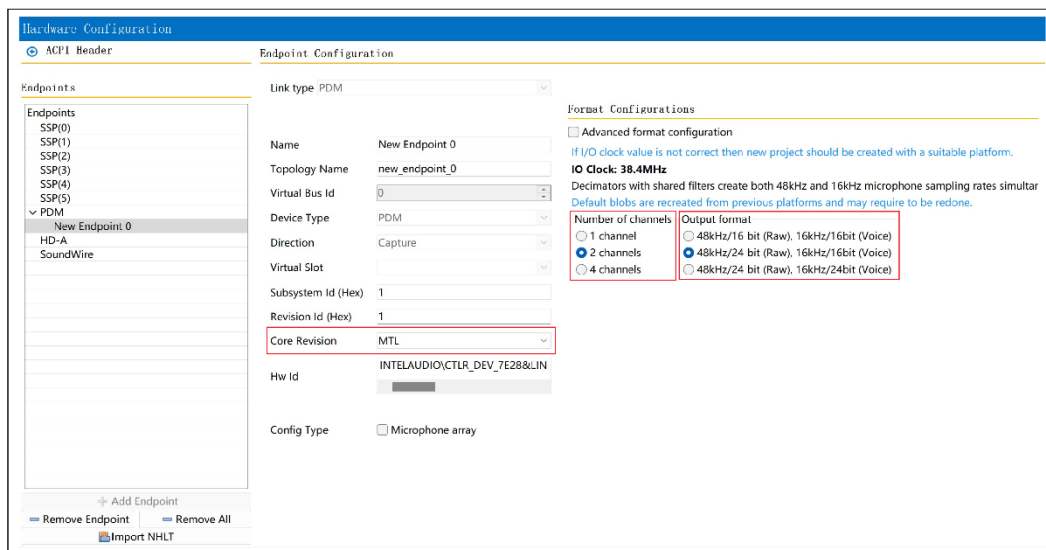 Hardware Configuration
ACPI Header
Endpoints
Endpoints
SSP(0)
SSP(1)
SSP(2)
SSP(3)
SSP(4)
SSP(5)
PDM
New Endpoint 0
HD-A
SoundWire
Add Endpoint
Remove Endpoint
Remove All
Import NHLT
Endpoint Configuration
Link type PDM
Name New Endpoint 0
Topology Name new_endpoint_0
Virtual Bus Id 0
Device Type PDM
Direction Capture
Virtual Slot
Subsystem Id (Hex) 1
Revision Id (Hex) 1
Core Revision MTL
Hw Id INTELAUDIO\CTLR_DEV_7E28&LIN
Config Type Microphone array
Format Configurations
Advanced format configuration
If I/O clock value is not correct then new project should be created with a suitable platform.
IO Clock: 38.4MHz
Decimators with shared filters create both 48kHz and 16kHz microphone sampling rates simultar
Default blobs are recreated from previous platforms and may require to be redone.
Number of channels
1 channel
2 channels
4 channels
Output format
48kHz/16 bit (Raw), 16kHz/16bit (Voice)
48kHz/24 bit (Raw), 16kHz/16bit (Voice)
48kHz/24 bit (Raw), 16kHz/24bit (Voice)